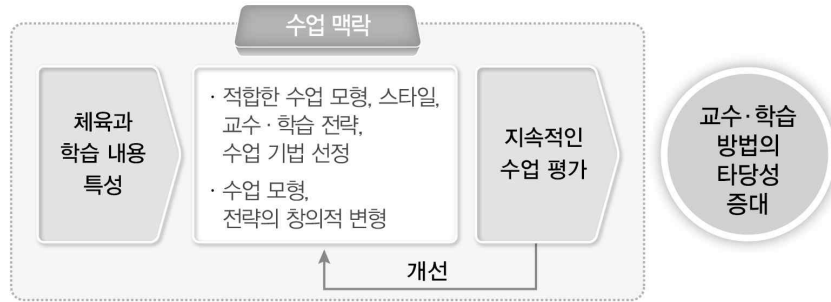 수업 맥락
체육과
학습 내용
특성
· 적합한 수업 모형, 스타일,
교수·학습 전략,
수업 기법 선정
· 수업 모형,
전략의 창의적 변형
지속적인
수업 평가
개선
교수·학습
방법의
타당성
증대